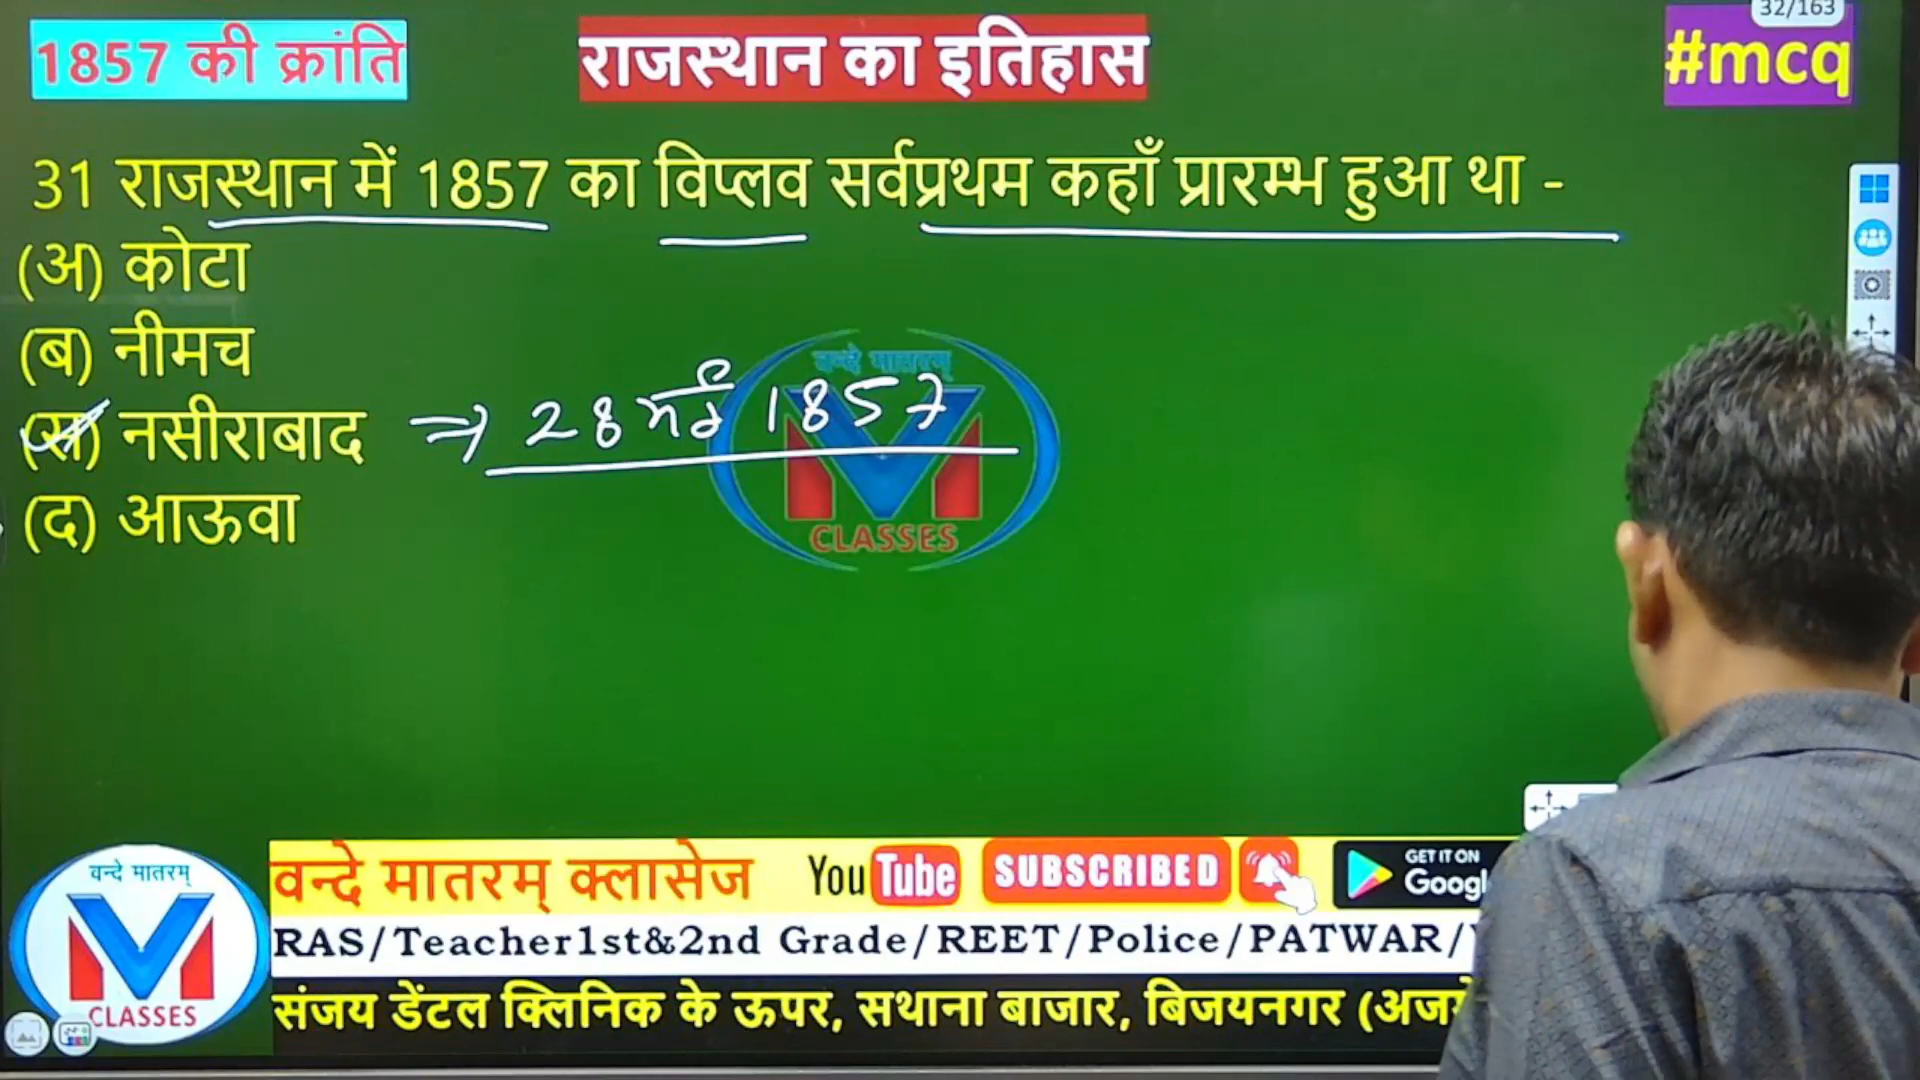 32/163
1857 की क्रांति
राजस्थान का इतिहास
#mcq
31 राजस्थान में 1857 का विप्लव सर्वप्रथम कहाँ प्रारम्भ हुआ था -
(अ) कोटा
(ब) नीमच
(स) नसीराबाद ⇒ 28 मई 1857
(द) आऊवा
वन्दे मातरम्
CLASSES
वन्दे मातरम्
CLASSES
वन्दे मातरम् क्लासेज YouTube SUBSCRIBED GET IT ON
RAS/Teacher1st&2nd Grade/REET/Police/PATWAR/
संजय डेंटल क्लिनिक के ऊपर, सथाना बाजार, बिजयनगर